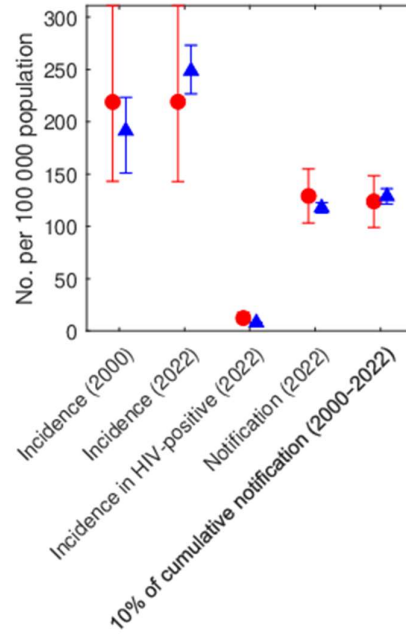 No. per 100 000 population
300
250
200
150
100
50
0
Incidence (2000)
Incidence (2022)
Incidence in HIV-positive (2022)
Notification (2022)
10% of cumulative notification (2000–2022)